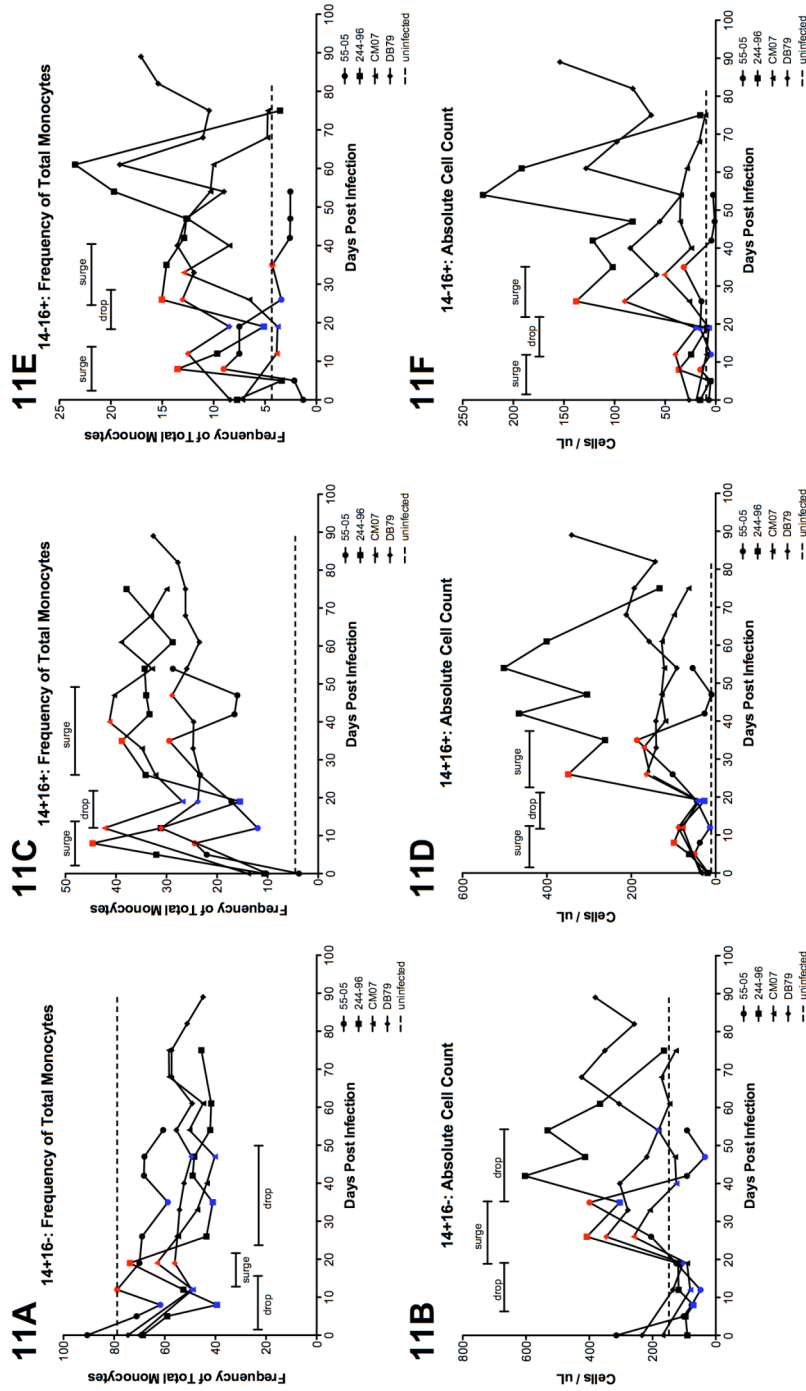 11A
14+16-: Frequency of Total Monocytes
Frequency of Total Monocytes
100
80
60
40
20
0
drop
surge
drop
0 10 20 30 40 50 60 70 80 90 100
Days Post Infection
55-05
244-96
CM07
DB79
uninfected
11C
14+16+: Frequency of Total Monocytes
Frequency of Total Monocytes
50
40
30
20
10
0
surge
drop
surge
0 10 20 30 40 50 60 70 80 90 100
Days Post Infection
55-05
244-96
CM07
DB79
uninfected
11E
14-16+: Frequency of Total Monocytes
Frequency of Total Monocytes
25
20
15
10
5
0
surge
drop
surge
0 10 20 30 40 50 60 70 80 90 100
Days Post Infection
55-05
244-96
CM07
DB79
uninfected
11B
14+16-: Absolute Cell Count
Cells / uL
800
600
400
200
0
drop
surge
drop
0 10 20 30 40 50 60 70 80 90 100
Days Post Infection
55-05
244-96
CM07
DB79
uninfected
11D
14+16+: Absolute Cell Count
Cells / uL
600
400
200
0
surge
drop
surge
0 10 20 30 40 50 60 70 80 90 100
Days Post Infection
55-05
244-96
CM07
DB79
uninfected
11F
14-16+: Absolute Cell Count
Cells / uL
250
200
150
100
50
0
surge
drop
surge
0 10 20 30 40 50 60 70 80 90 100
Days Post Infection
55-05
244-96
CM07
DB79
uninfected